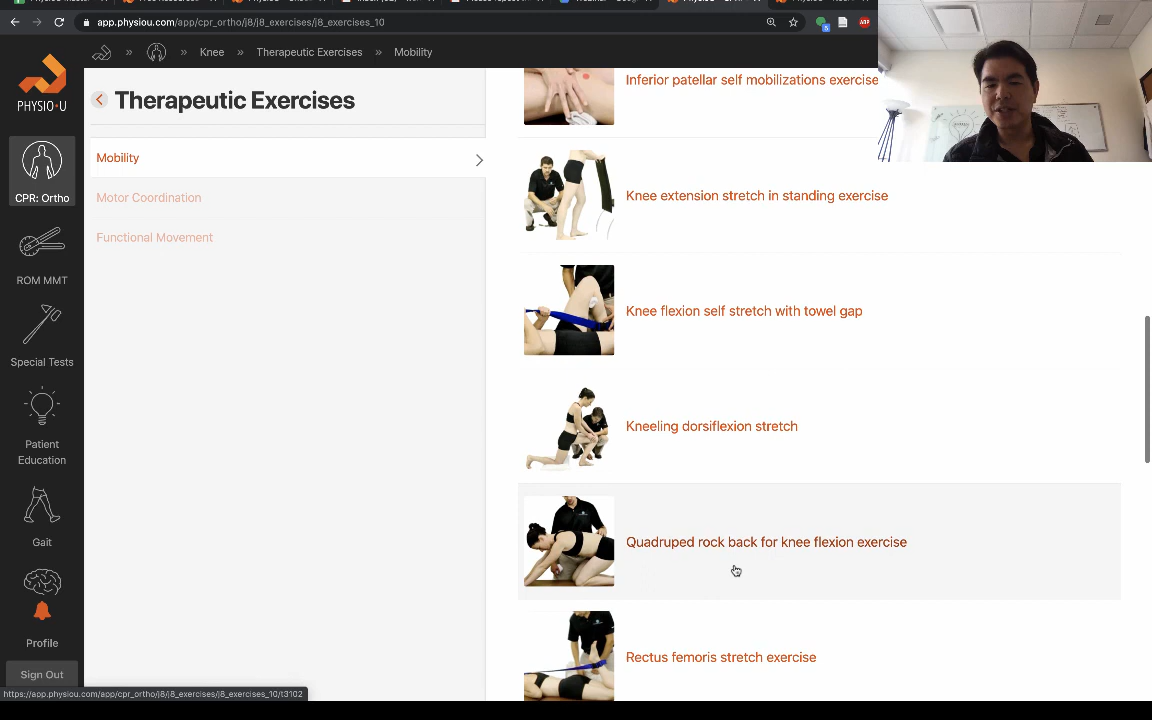 app.physiou.com/app/cpr_ortho/j8/j8_exercises/j8_exercises_10
6
ABP
» » Knee » Therapeutic Exercises » Mobility
PHYSIO·U
CPR: Ortho
ROM MMT
Special Tests
Patient
Education
Gait
Profile
Sign Out
Therapeutic Exercises
Mobility
Motor Coordination
Functional Movement
Inferior patellar self mobilizations exercise
Knee extension stretch in standing exercise
Knee flexion self stretch with towel gap
Kneeling dorsiflexion stretch
Quadruped rock back for knee flexion exercise
Rectus femoris stretch exercise
https://app.physiou.com/app/cpr_ortho/j8/j8_exercises/j8_exercises_10/t3102